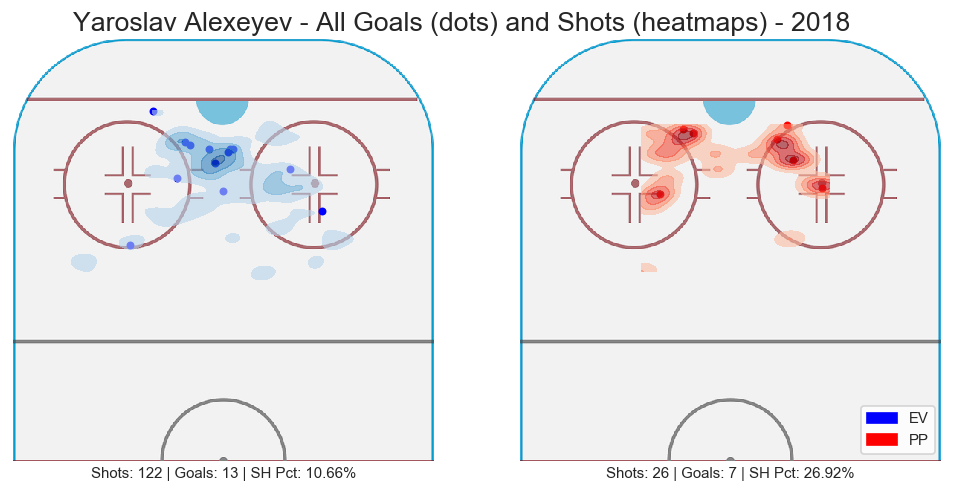 Yaroslav Alexeyev - All Goals (dots) and Shots (heatmaps) - 2018
EV
PP
Shots: 122 | Goals: 13 | SH Pct: 10.66%
Shots: 26 | Goals: 7 | SH Pct: 26.92%